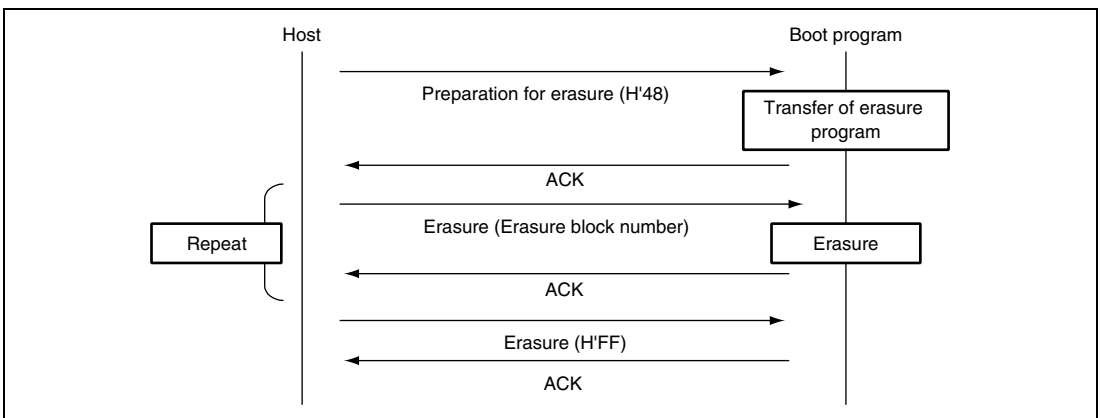 Host
Boot program
Preparation for erasure (H'48)
Transfer of erasure
program
ACK
Erasure (Erasure block number)
Repeat
Erasure
ACK
Erasure (H'FF)
ACK